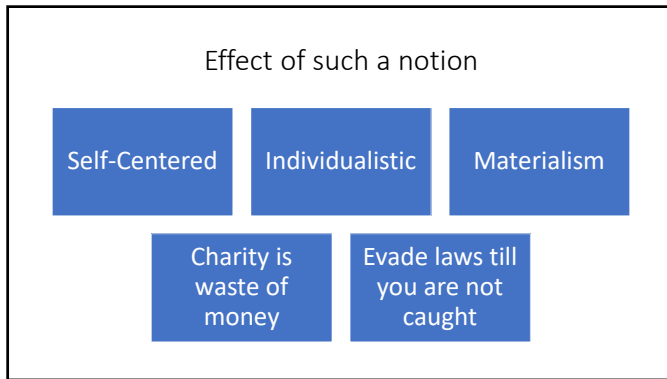 Effect of such a notion
Self-Centered
Individualistic
Materialism
Charity is
waste of
money
Evade laws till
you are not
caught